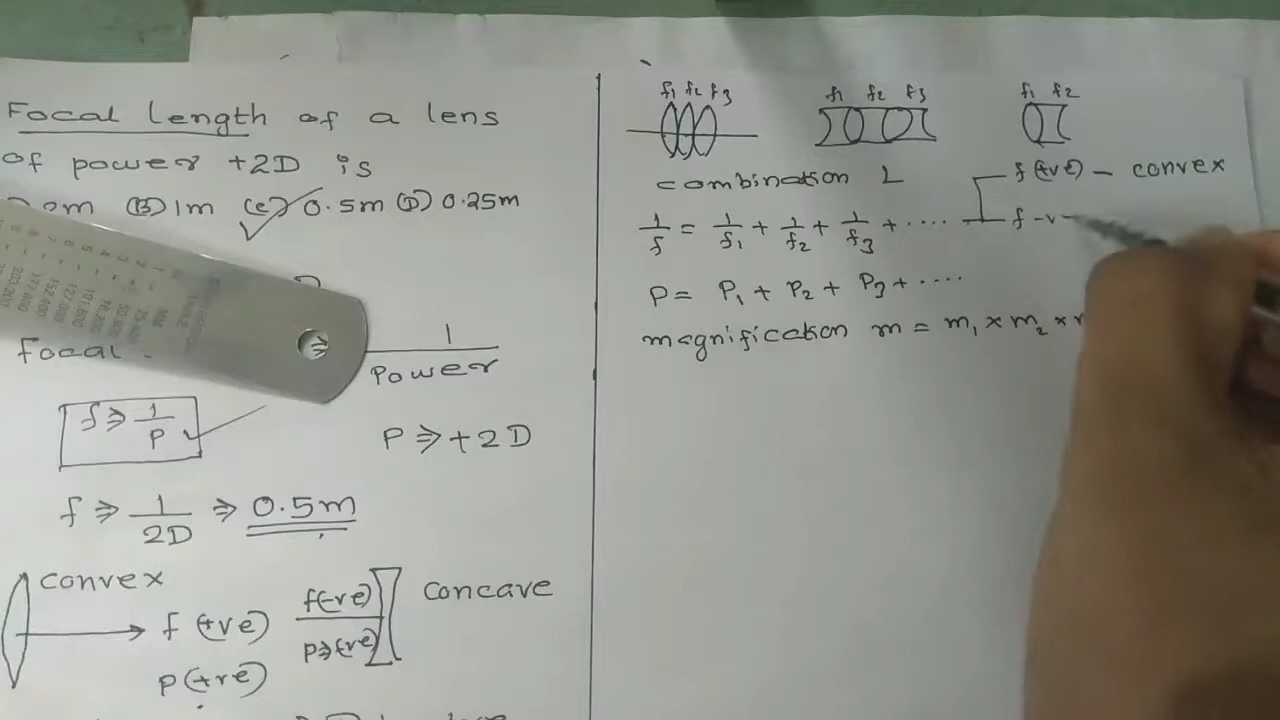 Focal length of a lens
of power +2D is
(B) 1m (C) 0.5m (D) 0.25m
Focal
1
Power
f ⇒ 1/P
P ⇒ +2D
f ⇒ 1/2D ⇒ 0.5m
convex
f (+ve)
P (+ve)
f(-ve)
P⇒(-ve)
concave
f1 f2 f3
f1 f2 f3
f1 f2
combination L
f (+ve) - convex
f -v
1/f = 1/f1 + 1/f2 + 1/f3 + ....
P = P1 + P2 + P3 + ....
magnification m = m1 × m2 ×